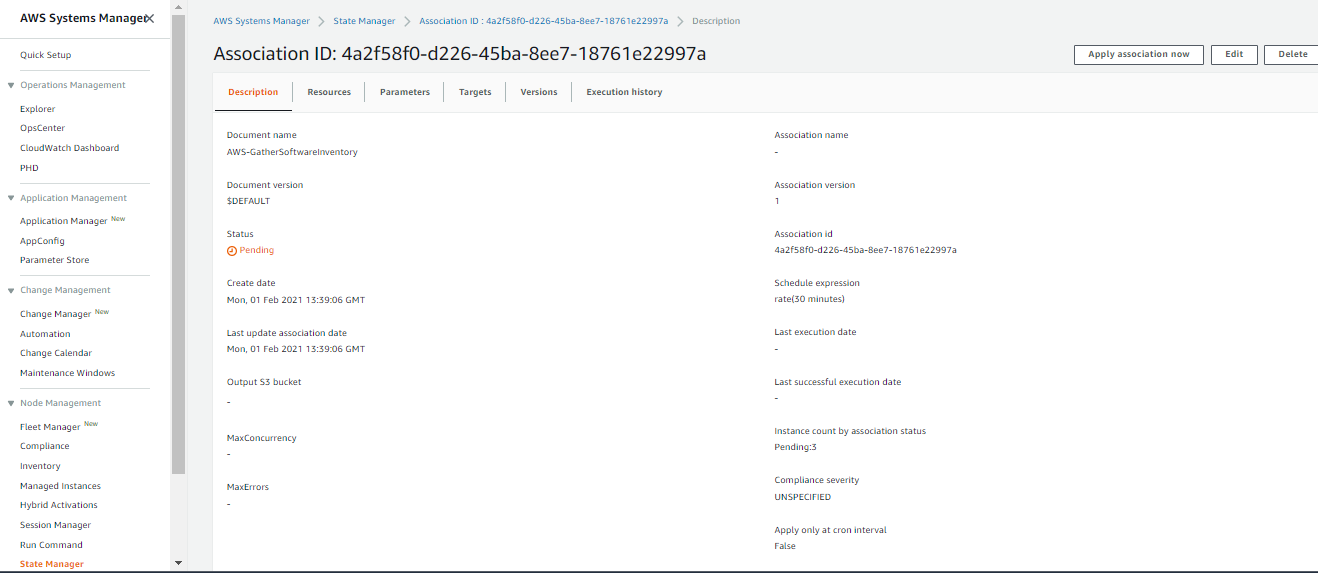 AWS Systems Manager
Quick Setup
Operations Management
Explorer
OpsCenter
CloudWatch Dashboard
PHD
Application Management
Application Manager New
AppConfig
Parameter Store
Change Management
Change Manager New
Automation
Change Calendar
Maintenance Windows
Node Management
Fleet Manager New
Compliance
Inventory
Managed Instances
Hybrid Activations
Session Manager
Run Command
State Manager
AWS Systems Manager > State Manager > Association ID : 4a2f58f0-d226-45ba-8ee7-18761e22997a > Description
Association ID: 4a2f58f0-d226-45ba-8ee7-18761e22997a
Apply association now Edit Delete
Description Resources Parameters Targets Versions Execution history
Document name
AWS-GatherSoftwareInventory
Document version
$DEFAULT
Status
Pending
Create date
Mon, 01 Feb 2021 13:39:06 GMT
Last update association date
Mon, 01 Feb 2021 13:39:06 GMT
Output S3 bucket
-
MaxConcurrency
-
MaxErrors
-
Association name
-
Association version
1
Association id
4a2f58f0-d226-45ba-8ee7-18761e22997a
Schedule expression
rate(30 minutes)
Last execution date
-
Last successful execution date
-
Instance count by association status
Pending:3
Compliance severity
UNSPECIFIED
Apply only at cron interval
False